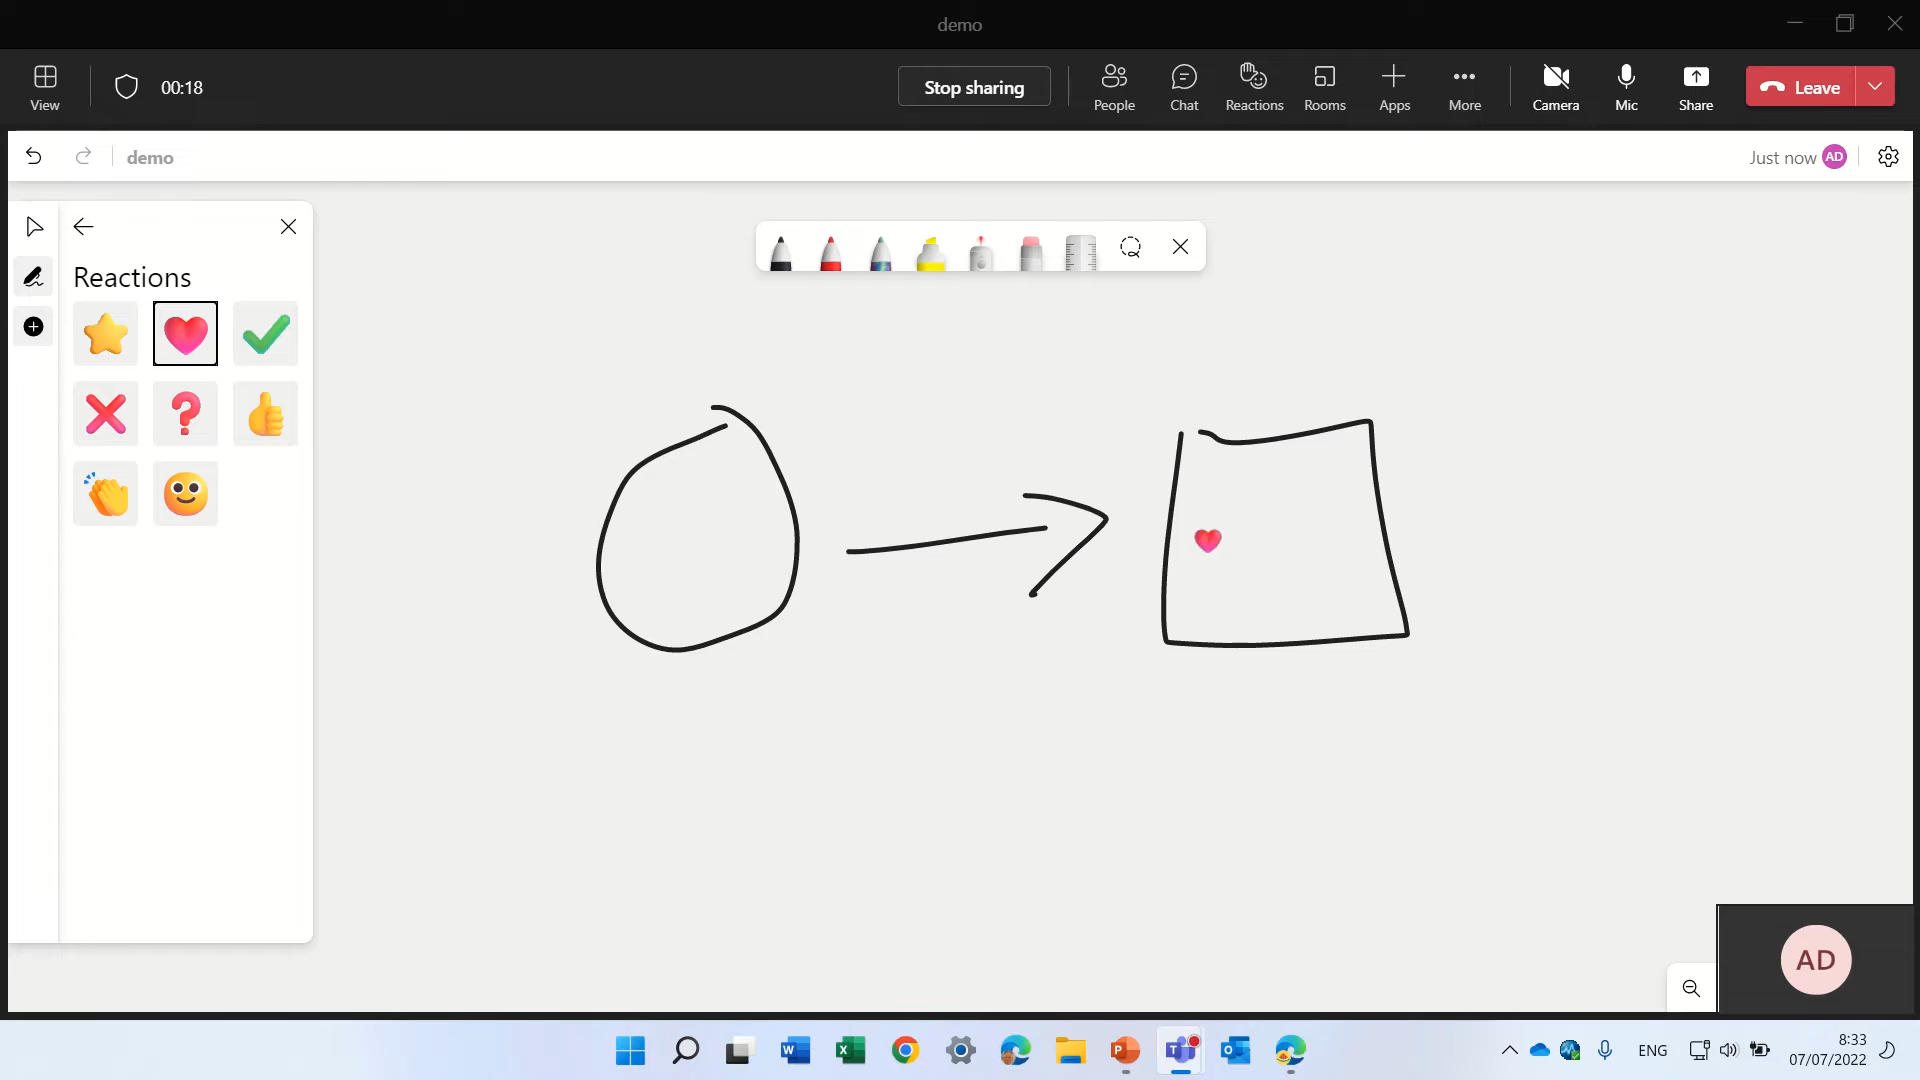 demo
View
00:18
Stop sharing
People
Chat
Reactions
Rooms
Apps
More
Camera
Mic
Share
Leave
demo
Just now AD
Reactions
AD
ENG
8:33
07/07/2022